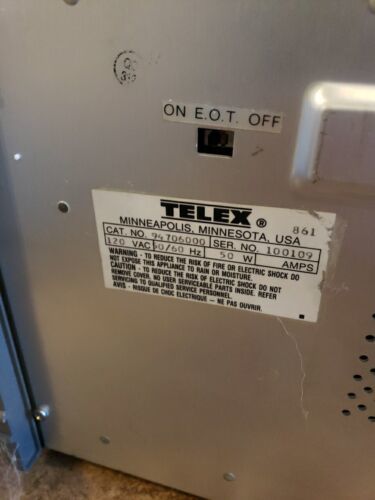 QC
ON E.O.T. OFF
TELEX ® 861
MINNEAPOLIS, MINNESOTA, USA
CAT. NO. 94706000 SER. NO. 100109
120 VAC 50/60 Hz 50 W AMPS
WARNING - TO REDUCE THE RISK OF FIRE OR ELECTRIC SHOCK DO
NOT EXPOSE THIS APPLIANCE TO RAIN OR MOISTURE
CAUTION - TO REDUCE THE RISK OF ELECTRIC SHOCK DO NOT
REMOVE COVER. NO USER SERVICEABLE PARTS INSIDE. REFER
SERVICING TO QUALIFIED SERVICE PERSONNEL.
AVIS - RISQUE DE CHOC ELECTRIQUE - NE PAS OUVRIR.